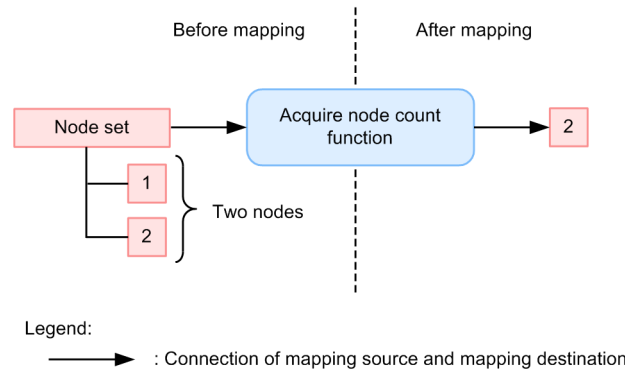 Before mapping
After mapping
Node set
Acquire node count
function
2
1
2
Two nodes
Legend:
: Connection of mapping source and mapping destination